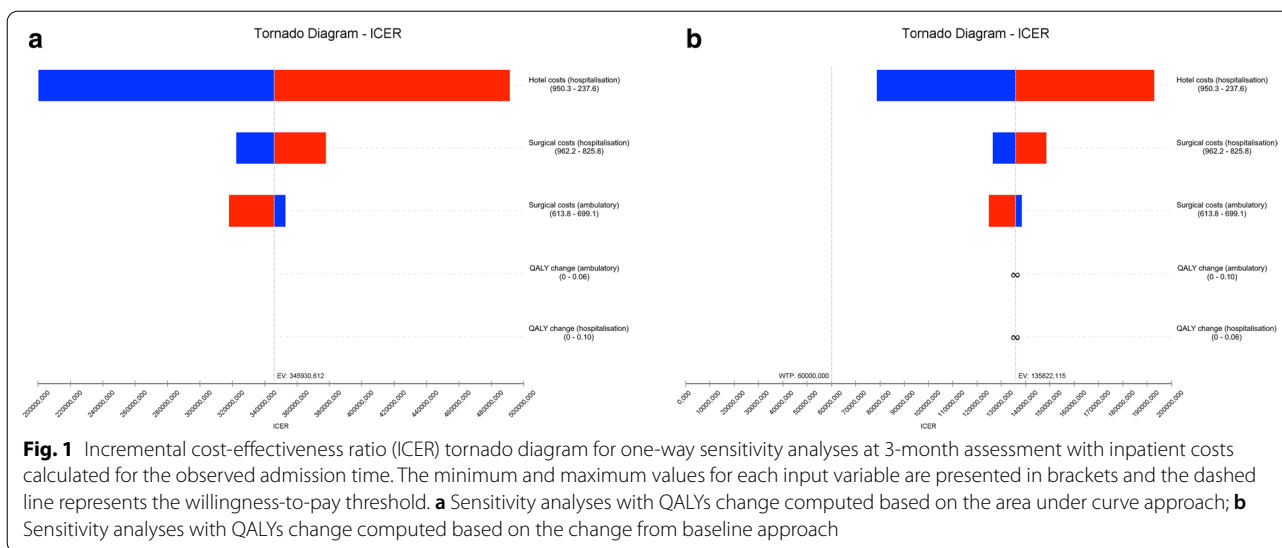 a
Tornado Diagram - ICER
Hotel costs (hospitalisation)
(950.3 - 237.6)
Surgical costs (hospitalisation)
(962.2 - 825.8)
Surgical costs (ambulatory)
(613.8 - 699.1)
QALY change (ambulatory)
(0 - 0.06)
QALY change (hospitalisation)
(0 - 0.10)
EV: 345930,612
200000,000 220000,000 240000,000 260000,000 280000,000 300000,000 320000,000 340000,000 360000,000 380000,000 400000,000 420000,000 440000,000 460000,000 480000,000 500000,000
ICER
b
Tornado Diagram - ICER
Hotel costs (hospitalisation)
(950.3 - 237.6)
Surgical costs (hospitalisation)
(962.2 - 825.8)
Surgical costs (ambulatory)
(613.8 - 699.1)
∞
QALY change (ambulatory)
(0 - 0.10)
∞
QALY change (hospitalisation)
(0 - 0.06)
WTP: 60000,000
EV: 135822,115
0,000 10000,000 20000,000 30000,000 40000,000 50000,000 60000,000 70000,000 80000,000 90000,000 100000,000 110000,000 120000,000 130000,000 140000,000 150000,000 160000,000 170000,000 180000,000 190000,000 200000,000
ICER
Fig. 1 Incremental cost-effectiveness ratio (ICER) tornado diagram for one-way sensitivity analyses at 3-month assessment with inpatient costs
calculated for the observed admission time. The minimum and maximum values for each input variable are presented in brackets and the dashed
line represents the willingness-to-pay threshold. a Sensitivity analyses with QALYs change computed based on the area under curve approach; b
Sensitivity analyses with QALYs change computed based on the change from baseline approach